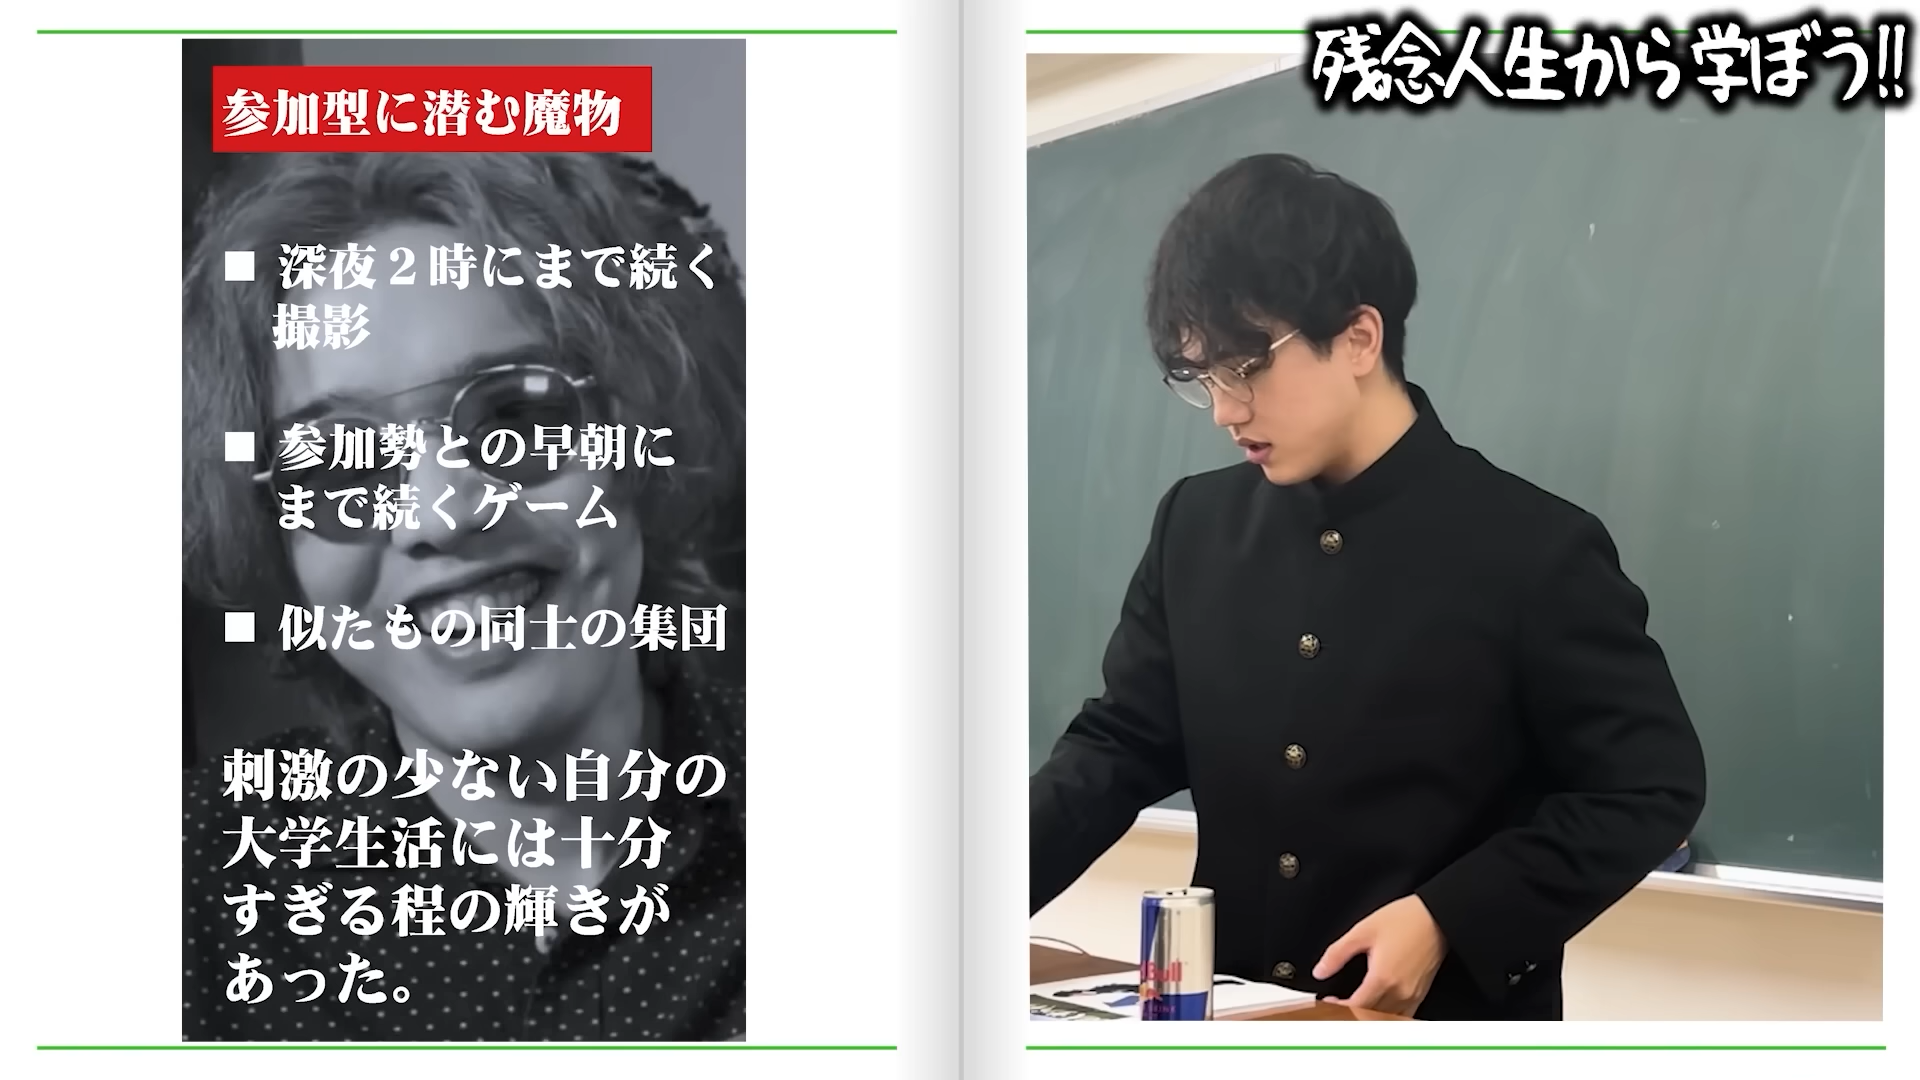 残念人生から学ぼう!!
参加型に潜む魔物
■ 深夜２時にまで続く
撮影
■ 参加勢との早朝に
まで続くゲーム
■ 似たもの同士の集団
刺激の少ない自分の
大学生活には十分
すぎる程の輝きが
あった。